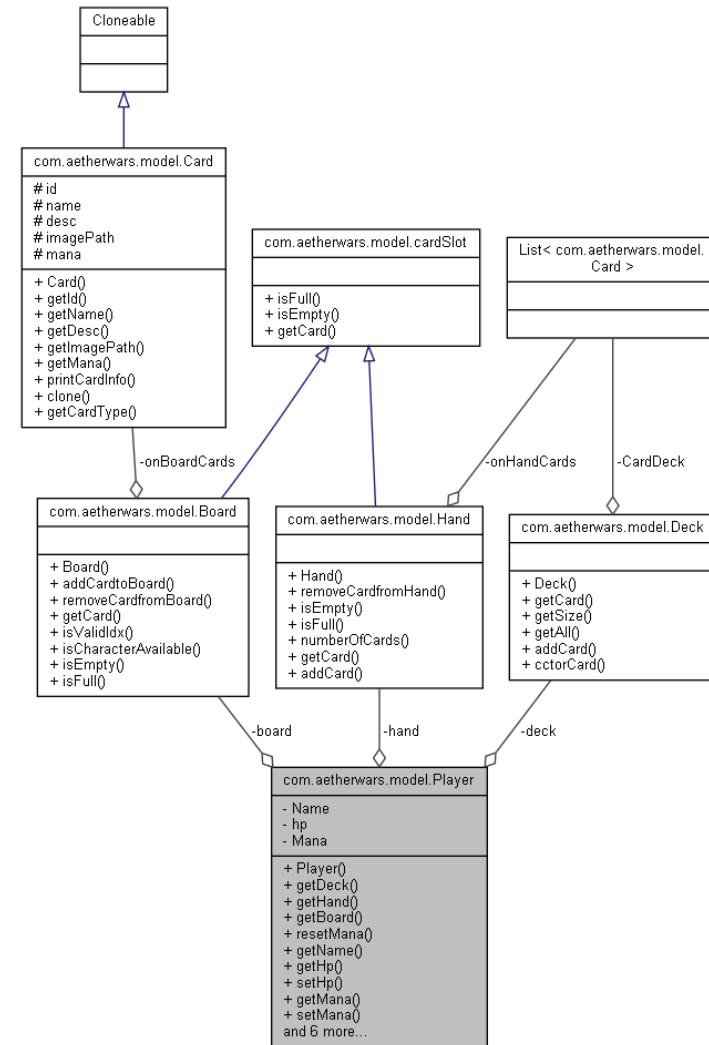 Cloneable
com.aetherwars.model.Card
# id
# name
# desc
# imagePath
# mana
+ Card()
+ getId()
+ getName()
+ getDesc()
+ getImagePath()
+ getMana()
+ printCardInfo()
+ clone()
+ getCardType()
com.aetherwars.model.cardSlot
+ isFull()
+ isEmpty()
+ getCard()
List< com.aetherwars.model.
Card >
-onBoardCards
-onHandCards
-CardDeck
com.aetherwars.model.Board
+ Board()
+ addCardtoBoard()
+ removeCardfromBoard()
+ getCard()
+ isValidIdx()
+ isCharacterAvailable()
+ isEmpty()
+ isFull()
com.aetherwars.model.Hand
+ Hand()
+ removeCardfromHand()
+ isEmpty()
+ isFull()
+ numberOfCards()
+ getCard()
+ addCard()
com.aetherwars.model.Deck
+ Deck()
+ getCard()
+ getSize()
+ getAll()
+ addCard()
+ cctorCard()
-board
-hand
-deck
com.aetherwars.model.Player
- Name
- hp
- Mana
+ Player()
+ getDeck()
+ getHand()
+ getBoard()
+ resetMana()
+ getName()
+ getHp()
+ setHp()
+ getMana()
+ setMana()
and 6 more...